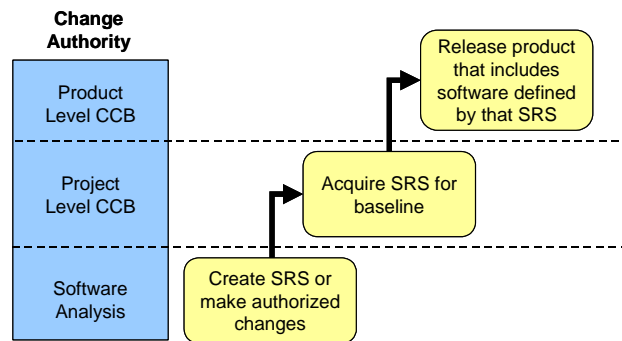 Change
Authority
Product
Level CCB
Project
Level CCB
Software
Analysis
Release product
that includes
software defined
by that SRS
Acquire SRS for
baseline
Create SRS or
make authorized
changes